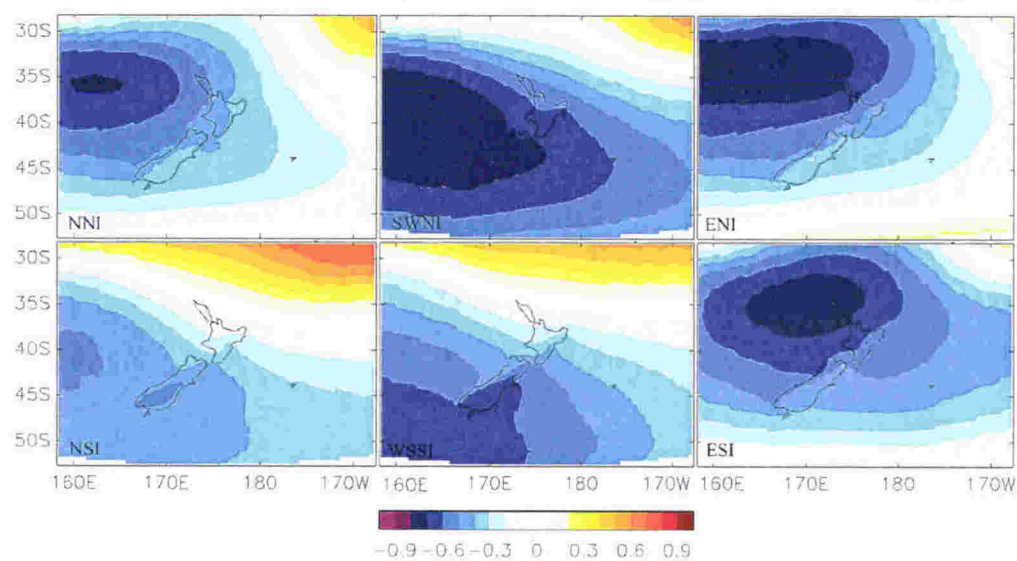 30S
35S
40S
45S
50S
NNI
SWNI
ENI
30S
35S
40S
45S
50S
NSI
WSSI
ESI
160E 170E 180 170W 160E 170E 180 170W 160E 170E 180 170W
-0.9 -0.6 -0.3 0 0.3 0.6 0.9